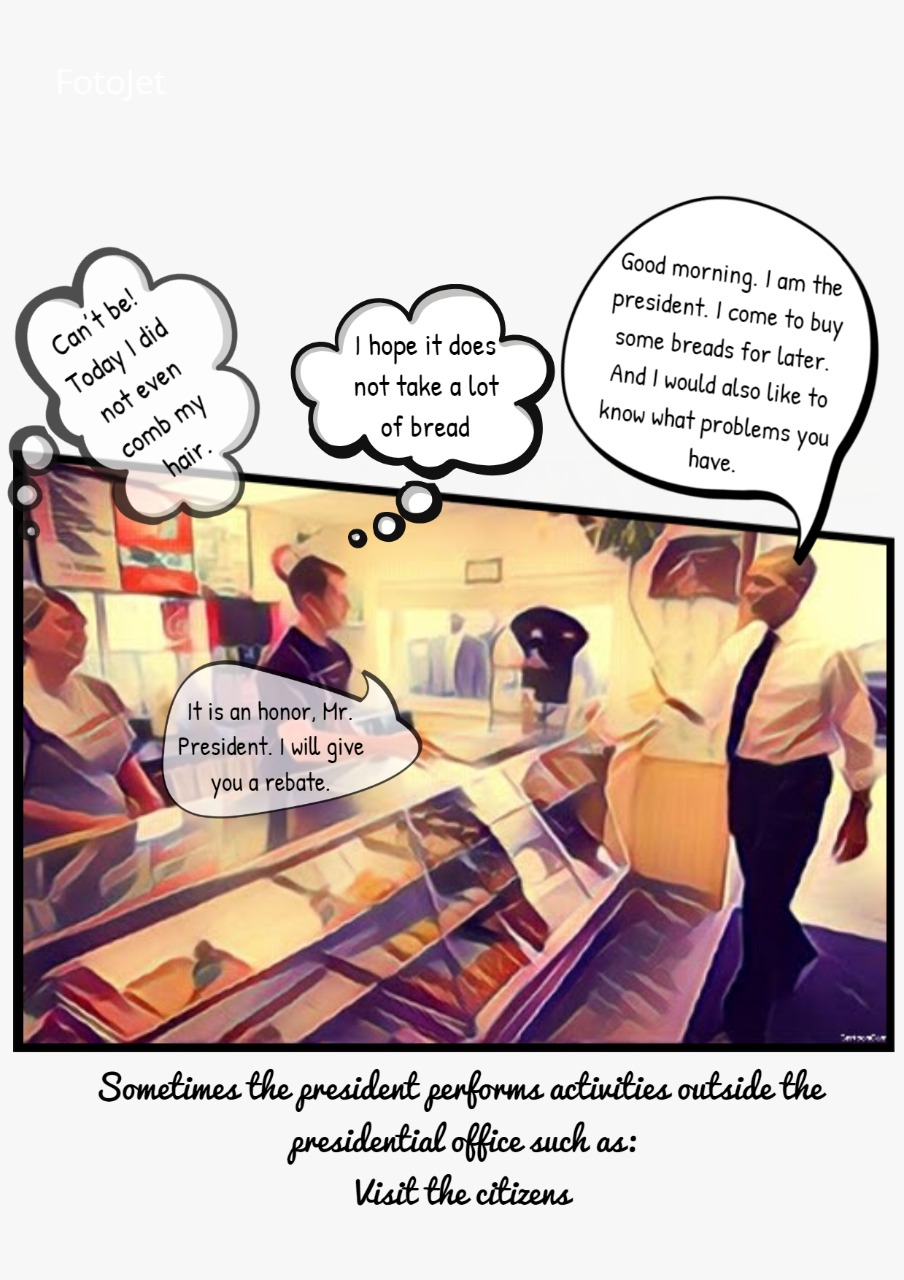 FotoJet
Can't be!
Today I did
not even
comb my
hair.
I hope it does
not take a lot
of bread
Good morning. I am the
president. I come to buy
some breads for later.
And I would also like to
know what problems you
have.
It is an honor, Mr.
President. I will give
you a rebate.
Sometimes the president performs activities outside the
presidential office such as:
Visit the citizens